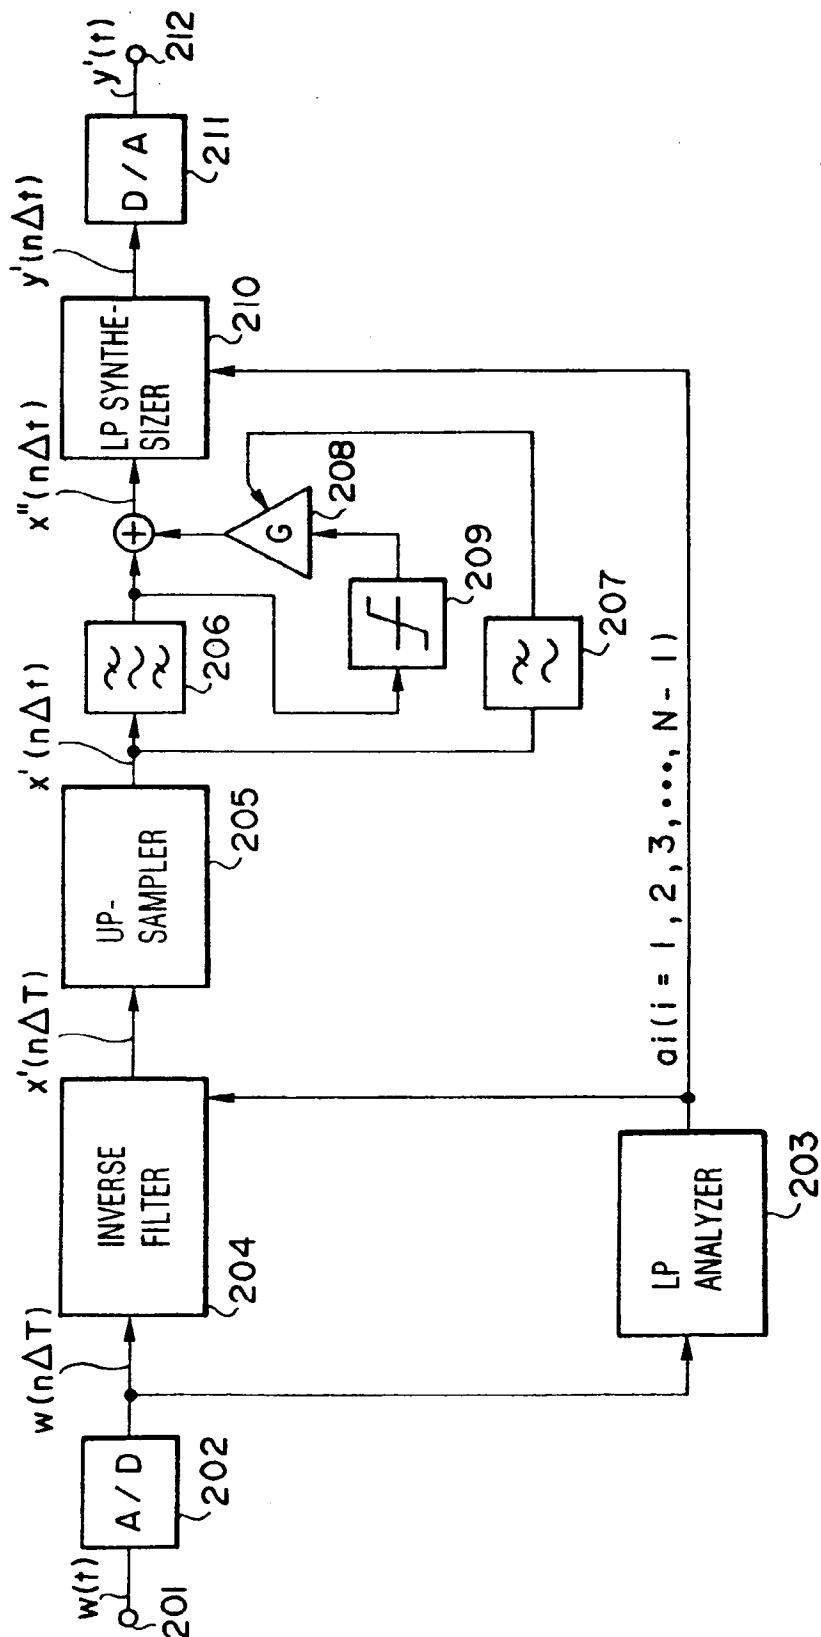 w(t)
201
A/D
202
w(nΔT)
INVERSE
FILTER
204
x'(nΔT)
UP-
SAMPLER
205
x'(nΔt)
206
x"(nΔt)
LP SYNTHE-
SIZER
210
y'(nΔt)
D/A
211
y'(t)
212
G
208
209
207
LP
ANALYZER
203
ai(i = 1, 2, 3, •••, N - 1)